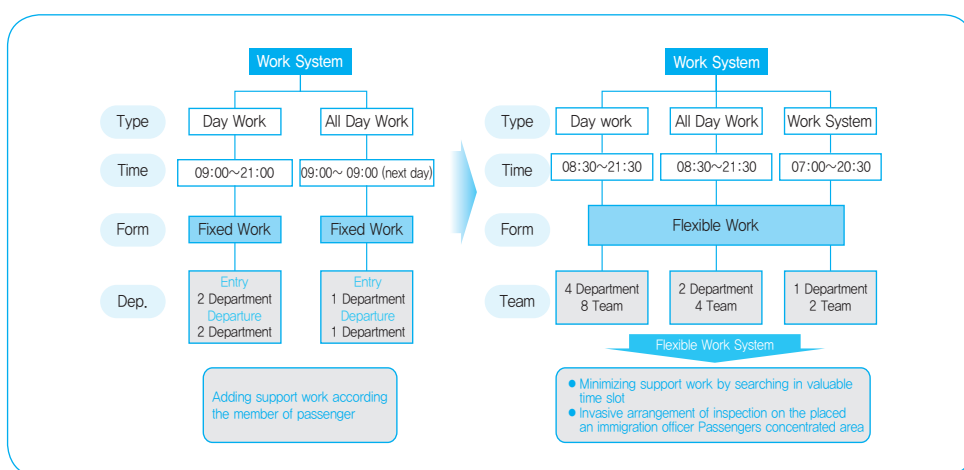 Work System
Type
Day Work
All Day Work
Time
09:00~21:00
09:00~ 09:00 (next day)
Form
Fixed Work
Fixed Work
Dep.
Entry
2 Department
Departure
2 Department
Entry
1 Department
Departure
1 Department
Adding support work according
the member of passenger
Work System
Type
Day work
All Day Work
Work System
Time
08:30~21:30
08:30~21:30
07:00~20:30
Form
Flexible Work
Team
4 Department
8 Team
2 Department
4 Team
1 Department
2 Team
Flexible Work System
● Minimizing support work by searching in valuable
time slot
● Invasive arrangement of inspection on the placed
an immigration officer Passengers concentrated area